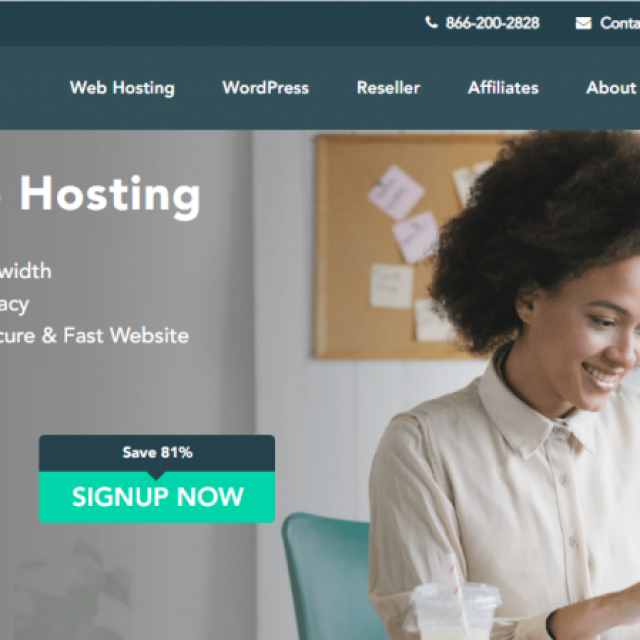 866-200-2828 Conta
Web Hosting WordPress Reseller Affiliates About
Hosting
width
acy
cure & Fast Website
Save 81%
SIGNUP NOW